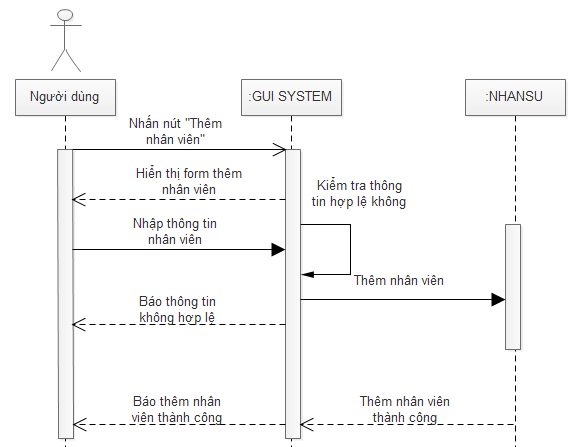 Người dùng
:GUI SYSTEM
:NHANSU
Nhấn nút "Thêm
nhân viên"
Hiển thị form thêm
nhân viên
Kiểm tra thông
tin hợp lệ không
Nhập thông tin
nhân viên
Thêm nhân viên
Báo thông tin
không hợp lệ
Báo thêm nhân
viên thành công
Thêm nhân viên
thành công